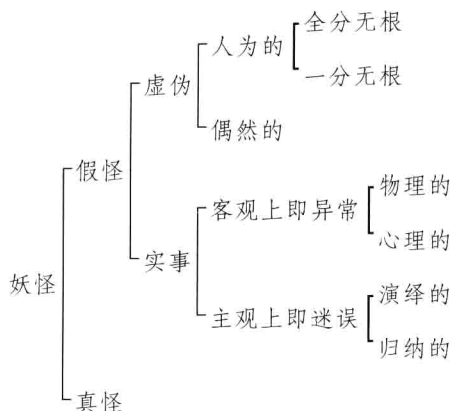 全分无根
人为的
一分无根
虚伪
偶然的
假怪
物理的
客观上即异常
心理的
实事
妖怪
演绎的
主观上即迷误
归纳的
真怪